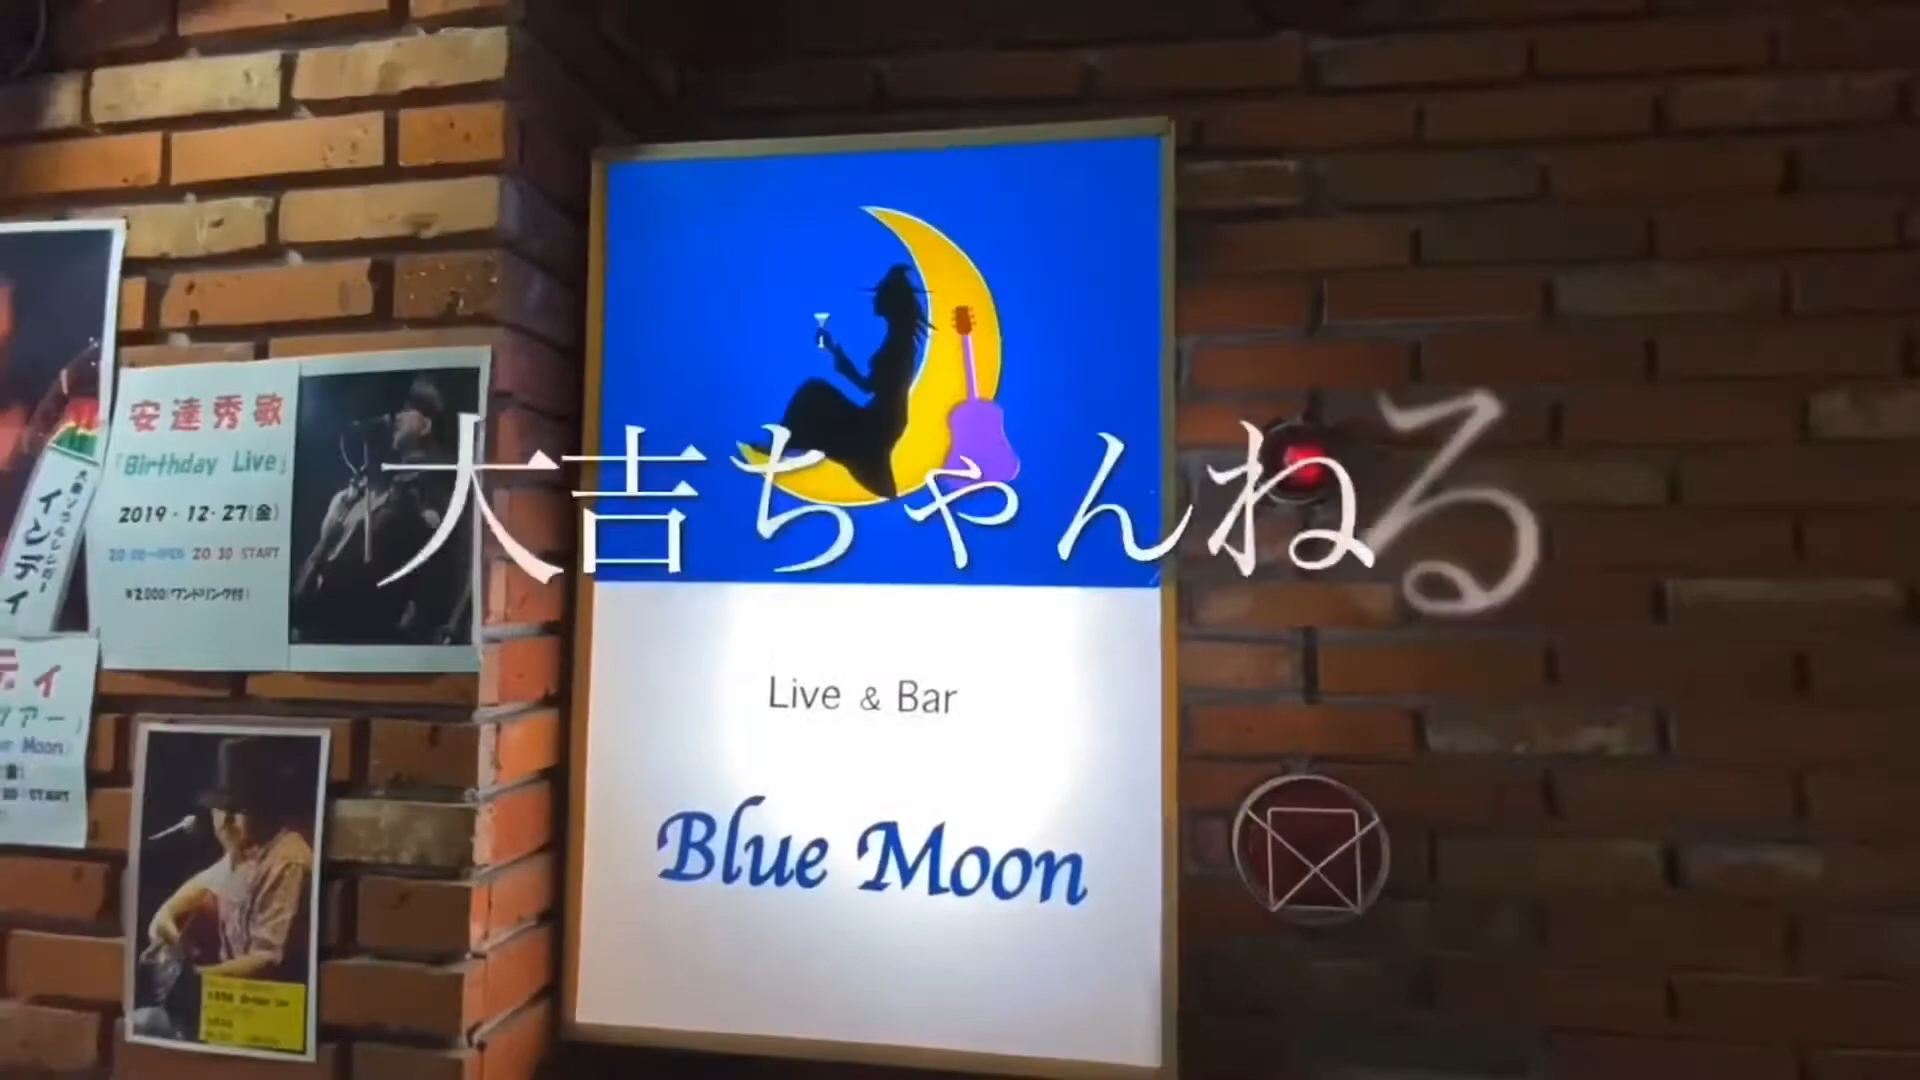 大吉ちゃんねる
Live & Bar
Blue Moon
安達秀敏
「Birthday Live」
2019・12・27(金)
20:00~OPEN 20:30 START
¥2,000(ワンドリンク付)
インディ
ディ
ツアー」
Moon)
START